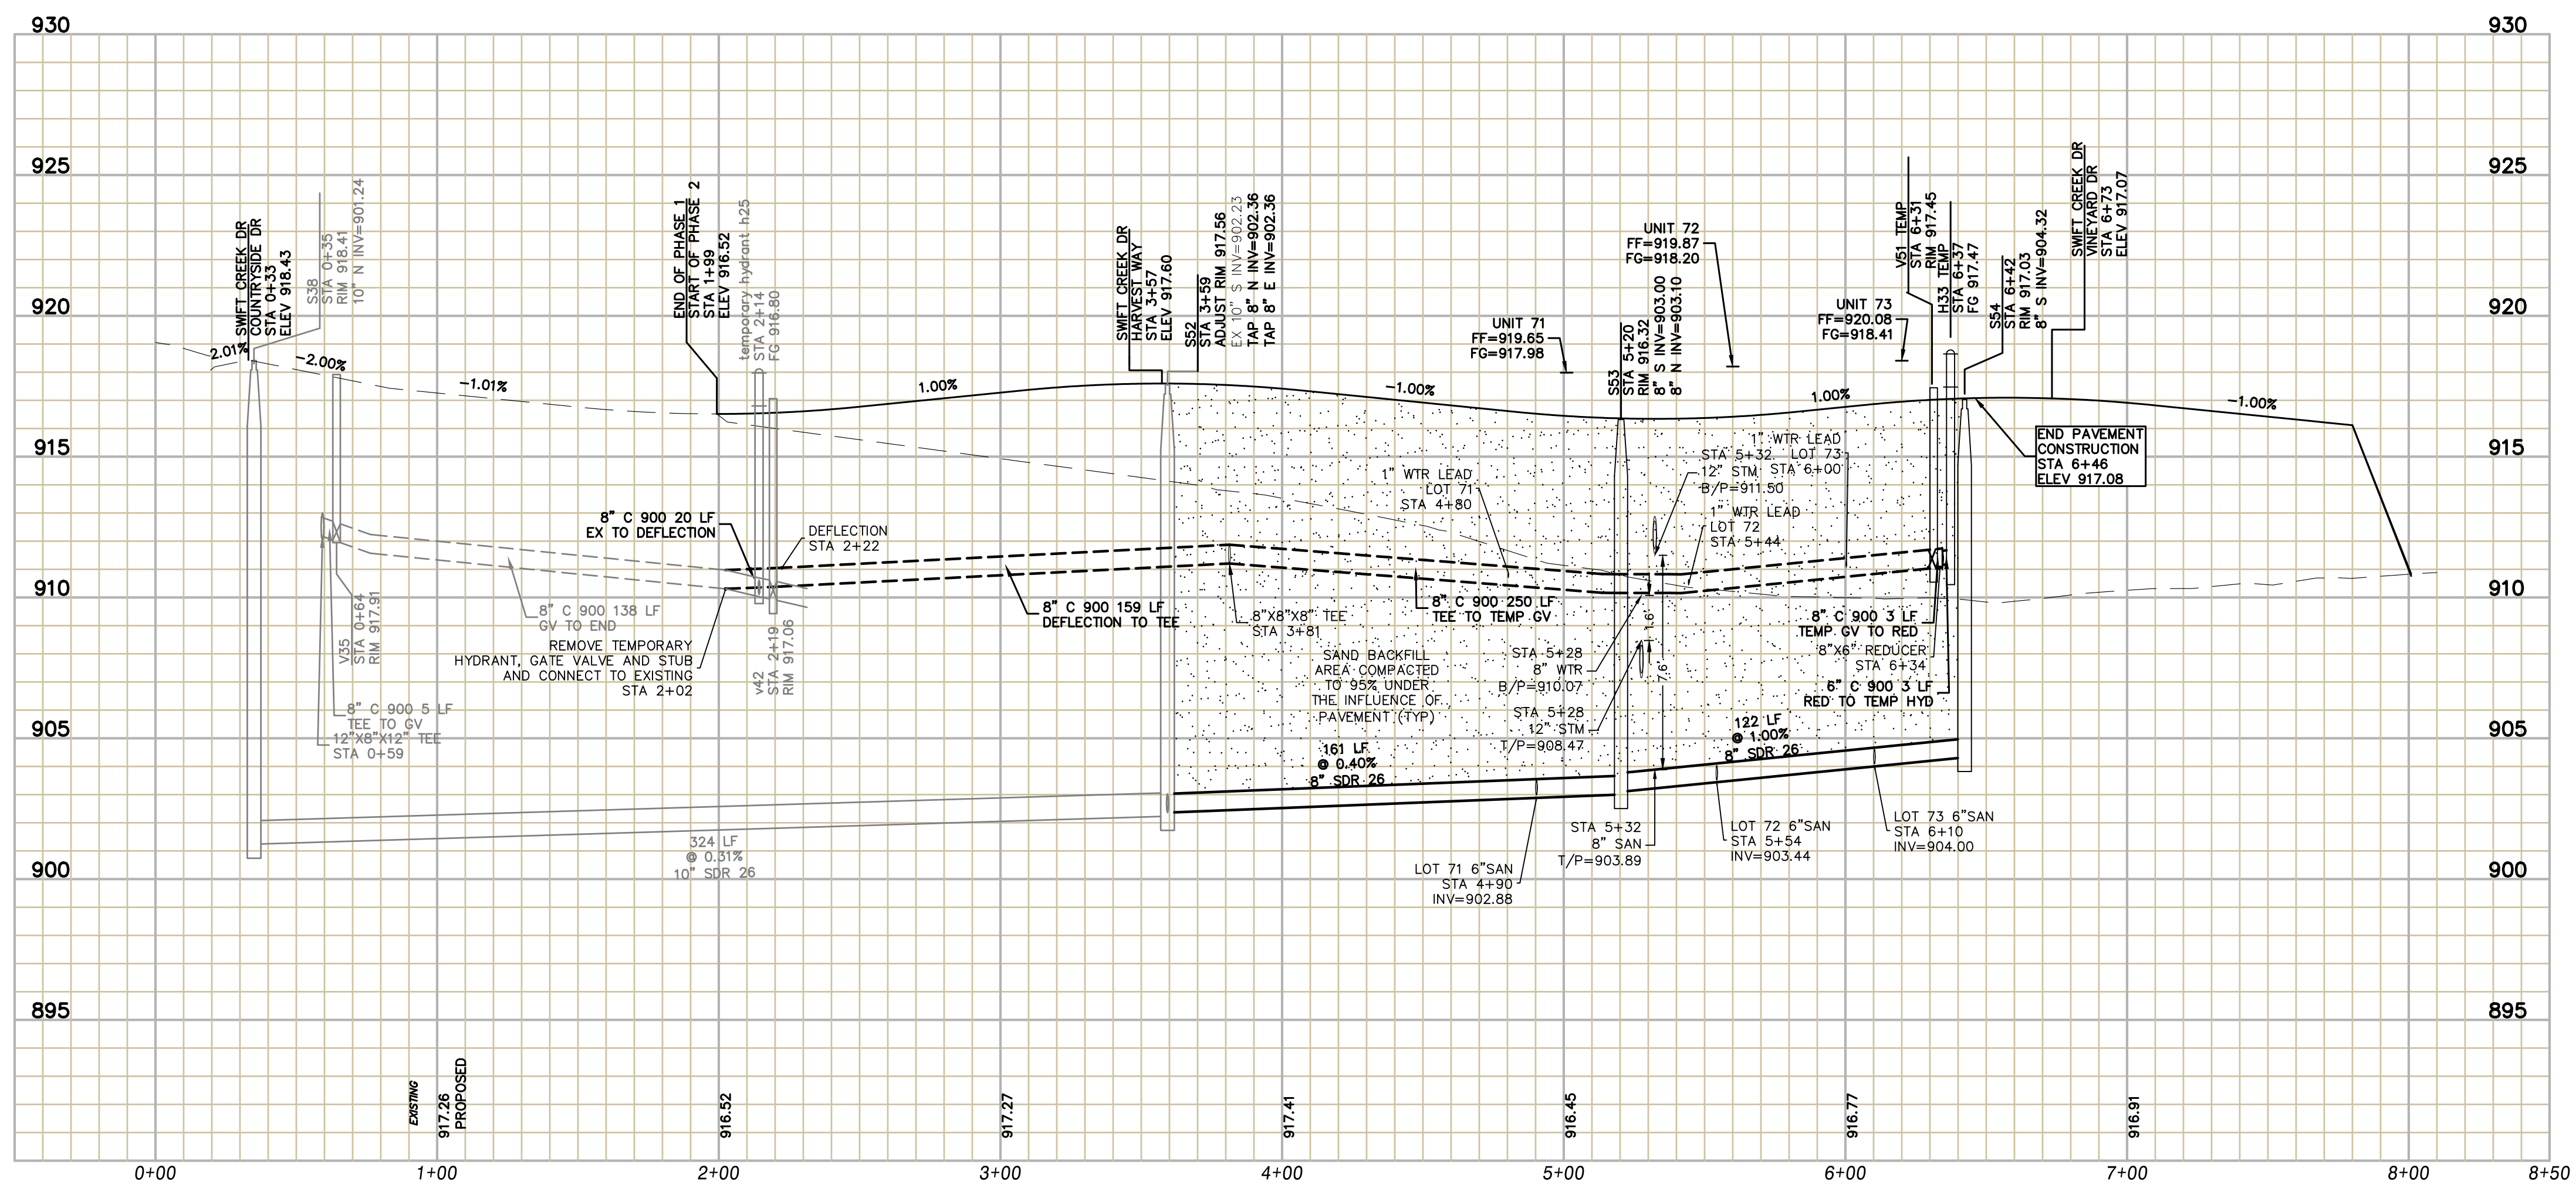 930
930
925
925
920
920
915
915
910
910
905
905
900
900
895
895
SWIFT CREEK DR
COUNTRYSIDE DR
STA 0+33
ELEV 918.43
S38
STA 0+35
RIM 918.41
10" N INV=901.24
2.01%
-2.00%
-1.01%
END OF PHASE 1
START OF PHASE 2
STA 1+99
ELEV 916.52
temporary hydrant h25
STA 2+14
FG 916.80
1.00%
SWIFT CREEK DR
HARVEST WAY
STA 3+57
ELEV 917.60
S52
STA 3+59
ADJUST RIM 917.56
EX 10" S INV=902.23
TAP 8" N INV=902.36
TAP 8" E INV=902.36
-1.00%
UNIT 71
FF=919.65
FG=917.98
S53
STA 5+20
RIM 916.32
8" S INV=903.00
8" N INV=903.10
UNIT 72
FF=919.87
FG=918.20
UNIT 73
FF=920.08
FG=918.41
1.00%
V51 TEMP
STA 6+31
RIM 917.45
H33 TEMP
STA 6+37
FG 917.47
S54
STA 6+42
RIM 917.03
8" S INV=904.32
SWIFT CREEK DR
VINEYARD DR
STA 6+73
ELEV 917.07
-1.00%
END PAVEMENT
CONSTRUCTION
STA 6+46
ELEV 917.08
V35
STA 0+64
RIM 917.91
8" C 900 5 LF
TEE TO GV
12"X8"X12" TEE
STA 0+59
8" C 900 138 LF
GV TO END
8" C 900 20 LF
EX TO DEFLECTION
DEFLECTION
STA 2+22
REMOVE TEMPORARY
HYDRANT, GATE VALVE AND STUB
AND CONNECT TO EXISTING
STA 2+02
v42
STA 2+19
RIM 917.06
8" C 900 159 LF
DEFLECTION TO TEE
8"X8"X8" TEE
STA 3+81
1" WTR LEAD
LOT 71
STA 4+80
8" C 900 250 LF
TEE TO TEMP GV
SAND BACKFILL
AREA COMPACTED
TO 95% UNDER
THE INFLUENCE OF
PAVEMENT (TYP)
STA 5+28
8" WTR
B/P=910.07
STA 5+28
12" STM
T/P=908.47
1.6'
7.6'
STA 5+32
12" STM
B/P=911.50
1" WTR LEAD
LOT 73
STA 6+00
1" WTR LEAD
LOT 72
STA 5+44
8" C 900 3 LF
TEMP GV TO RED
8"X6" REDUCER
STA 6+34
6" C 900 3 LF
RED TO TEMP HYD
324 LF
@ 0.31%
10" SDR 26
161 LF
@ 0.40%
8" SDR 26
122 LF
@ 1.00%
8" SDR 26
LOT 71 6"SAN
STA 4+90
INV=902.88
STA 5+32
8" SAN
T/P=903.89
LOT 72 6"SAN
STA 5+54
INV=903.44
LOT 73 6"SAN
STA 6+10
INV=904.00
EXISTING
917.26
PROPOSED
916.52
917.27
917.41
916.45
916.77
916.91
0+00
1+00
2+00
3+00
4+00
5+00
6+00
7+00
8+00
8+50